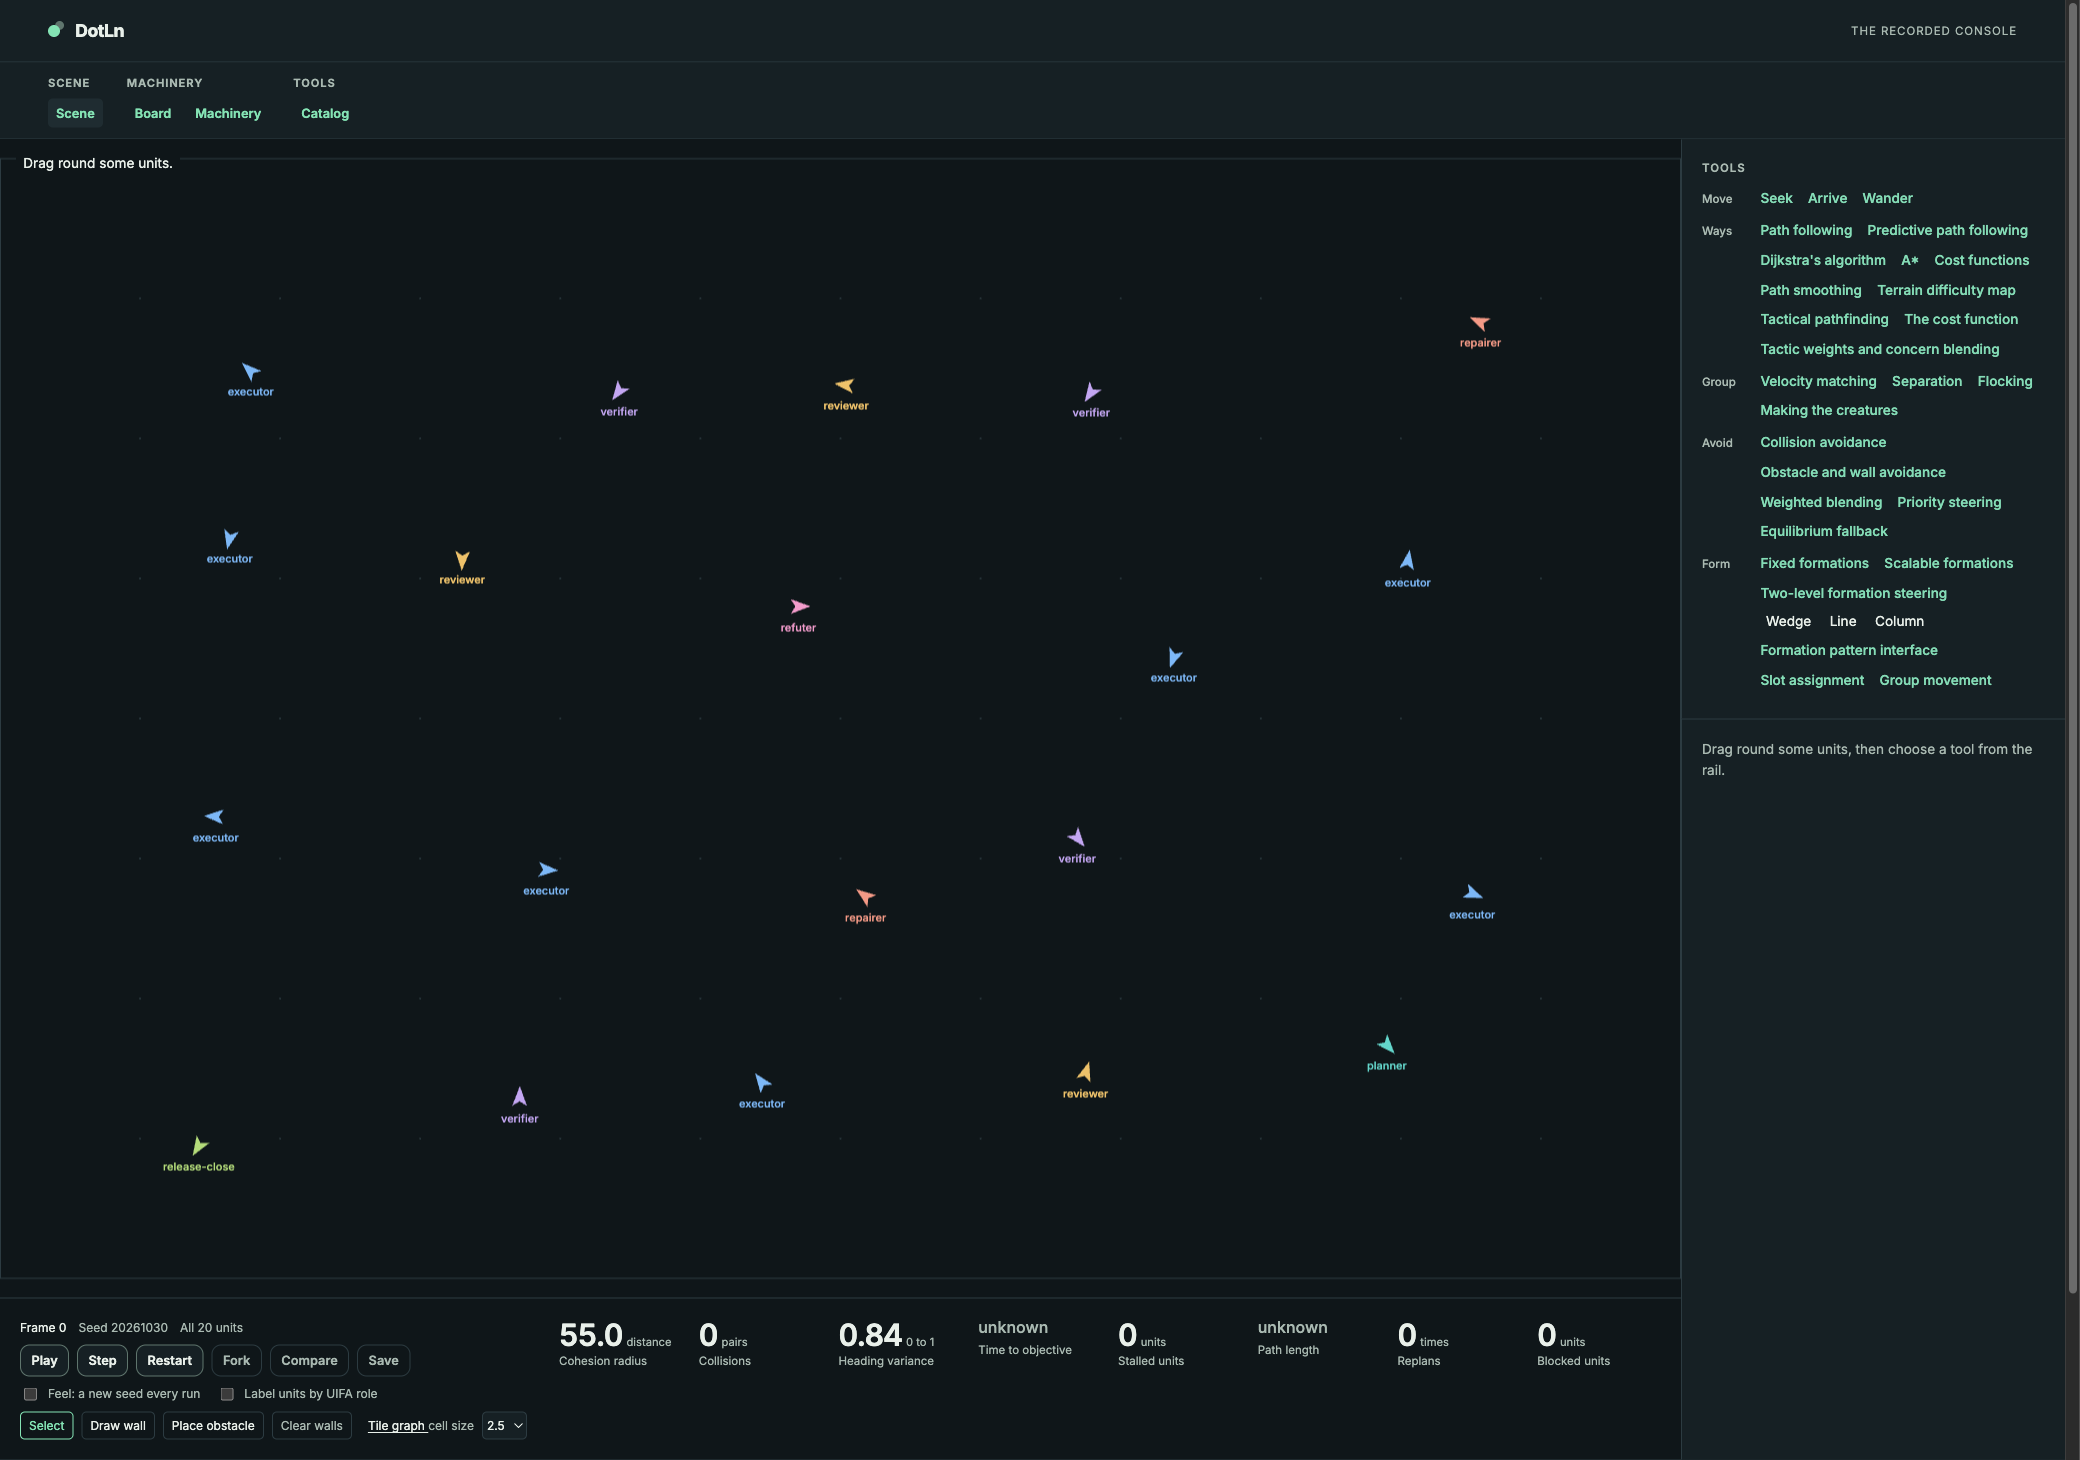 DotLn
THE RECORDED CONSOLE
SCENE MACHINERY TOOLS
Scene Board Machinery Catalog
Drag round some units.
repairer
executor
verifier
reviewer
verifier
executor
reviewer
executor
refuter
executor
executor
verifier
executor
repairer
executor
planner
reviewer
executor
verifier
release-close
TOOLS
Move Seek Arrive Wander
Ways Path following Predictive path following
Dijkstra's algorithm A* Cost functions
Path smoothing Terrain difficulty map
Tactical pathfinding The cost function
Tactic weights and concern blending
Group Velocity matching Separation Flocking
Making the creatures
Avoid Collision avoidance
Obstacle and wall avoidance
Weighted blending Priority steering
Equilibrium fallback
Form Fixed formations Scalable formations
Two-level formation steering
Wedge Line Column
Formation pattern interface
Slot assignment Group movement
Drag round some units, then choose a tool from the
rail.
Frame 0 Seed 20261030 All 20 units
Play Step Restart Fork Compare Save
Feel: a new seed every run Label units by UIFA role
Select Draw wall Place obstacle Clear walls Tile graph cell size 2.5
55.0 distance
Cohesion radius
0 pairs
Collisions
0.84 0 to 1
Heading variance
unknown
Time to objective
0 units
Stalled units
unknown
Path length
0 times
Replans
0 units
Blocked units